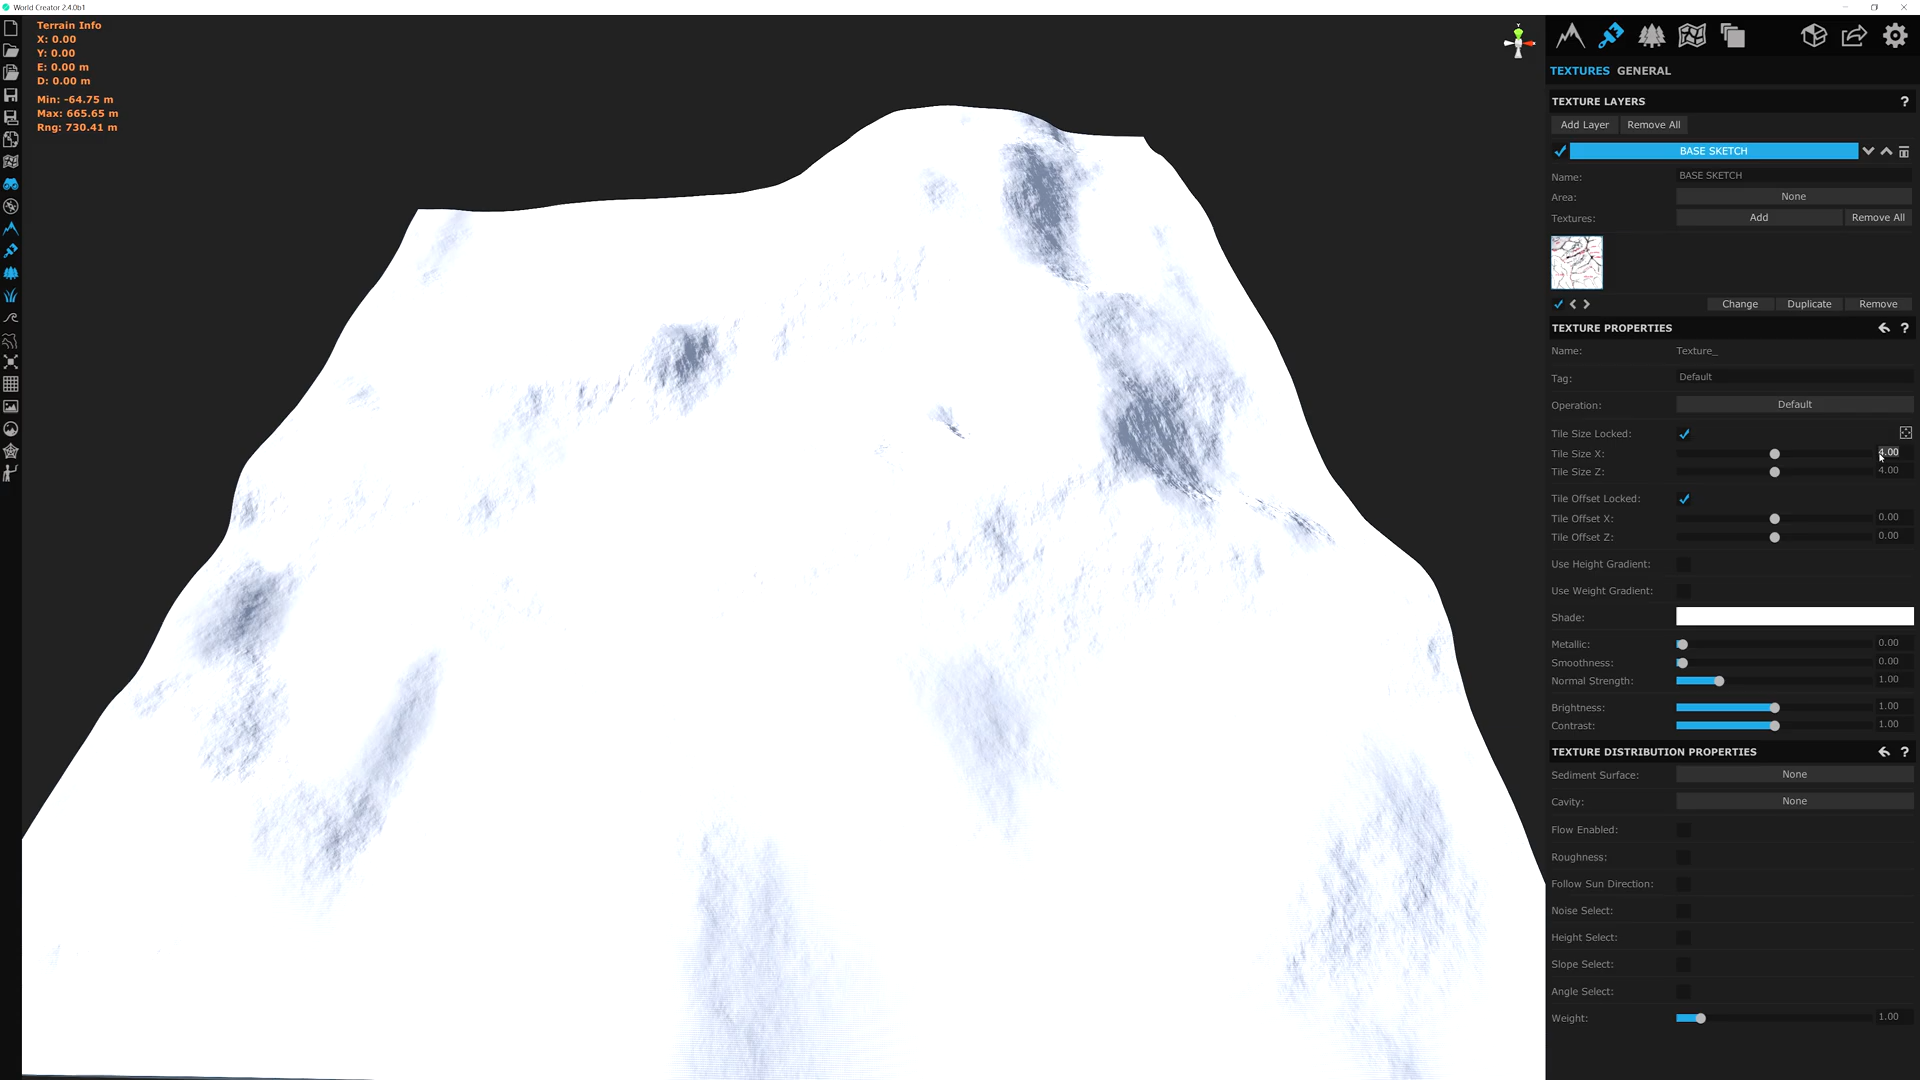 World Creator 2.4.0b1
Terrain Info
X: 0.00
Y: 0.00
E: 0.00 m
D: 0.00 m
Min: -64.75 m
Max: 665.65 m
Rng: 730.41 m
Y
TEXTURES GENERAL
TEXTURE LAYERS ?
Add Layer Remove All
BASE SKETCH
Name: BASE SKETCH
Area: None
Textures: Add Remove All
Change Duplicate Remove
TEXTURE PROPERTIES ?
Name: Texture_
Tag: Default
Operation: Default
Tile Size Locked:
Tile Size X: 4.00
Tile Size Z: 4.00
Tile Offset Locked:
Tile Offset X: 0.00
Tile Offset Z: 0.00
Use Height Gradient:
Use Weight Gradient:
Shade:
Metallic: 0.00
Smoothness: 0.00
Normal Strength: 1.00
Brightness: 1.00
Contrast: 1.00
TEXTURE DISTRIBUTION PROPERTIES ?
Sediment Surface: None
Cavity: None
Flow Enabled:
Roughness:
Follow Sun Direction:
Noise Select:
Height Select:
Slope Select:
Angle Select:
Weight: 1.00